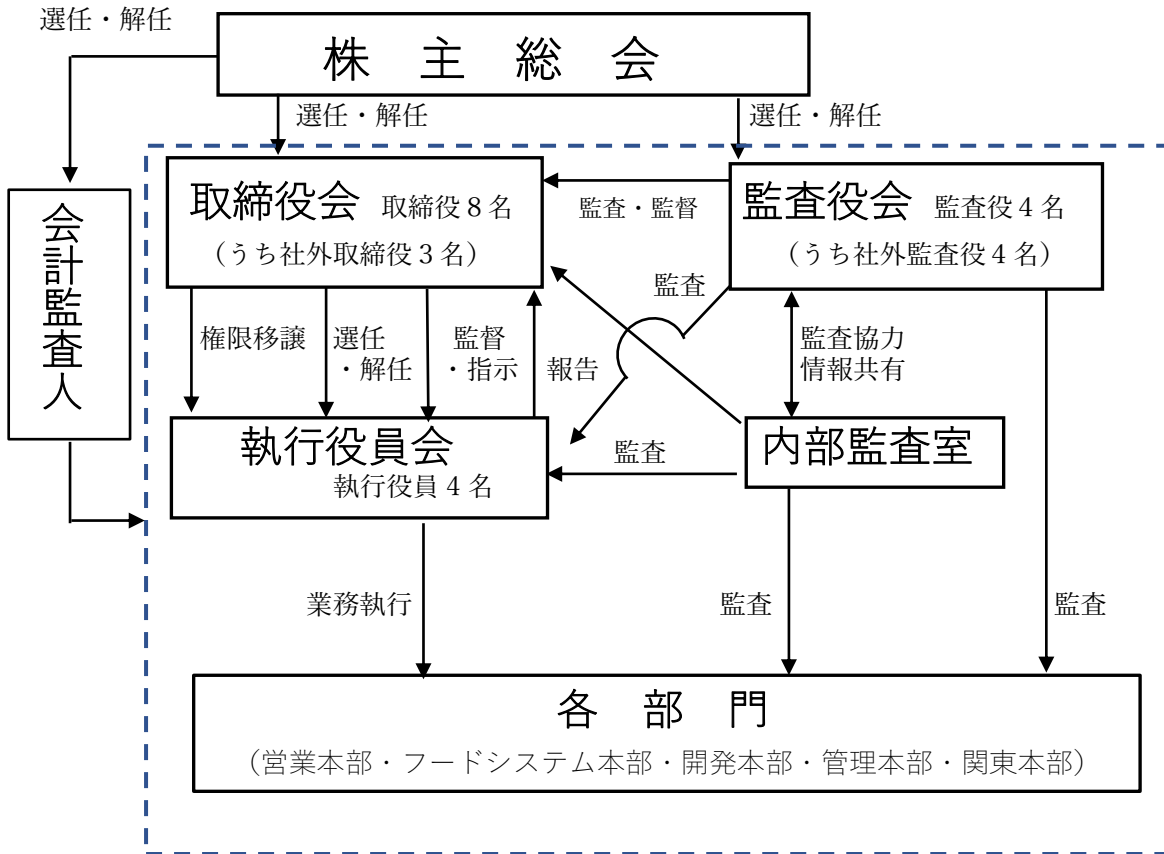 選任・解任
株 主 総 会
選任・解任
選任・解任
会計監査人
取締役会 取締役8名
(うち社外取締役3名)
監査・監督
監査役会 監査役4名
(うち社外監査役4名)
監査
権限移譲
選任
・解任
監督
・指示
報告
監査協力
情報共有
執行役員会
執行役員4名
監査
内部監査室
業務執行
監査
監査
各 部 門
(営業本部・フードシステム本部・開発本部・管理本部・関東本部)